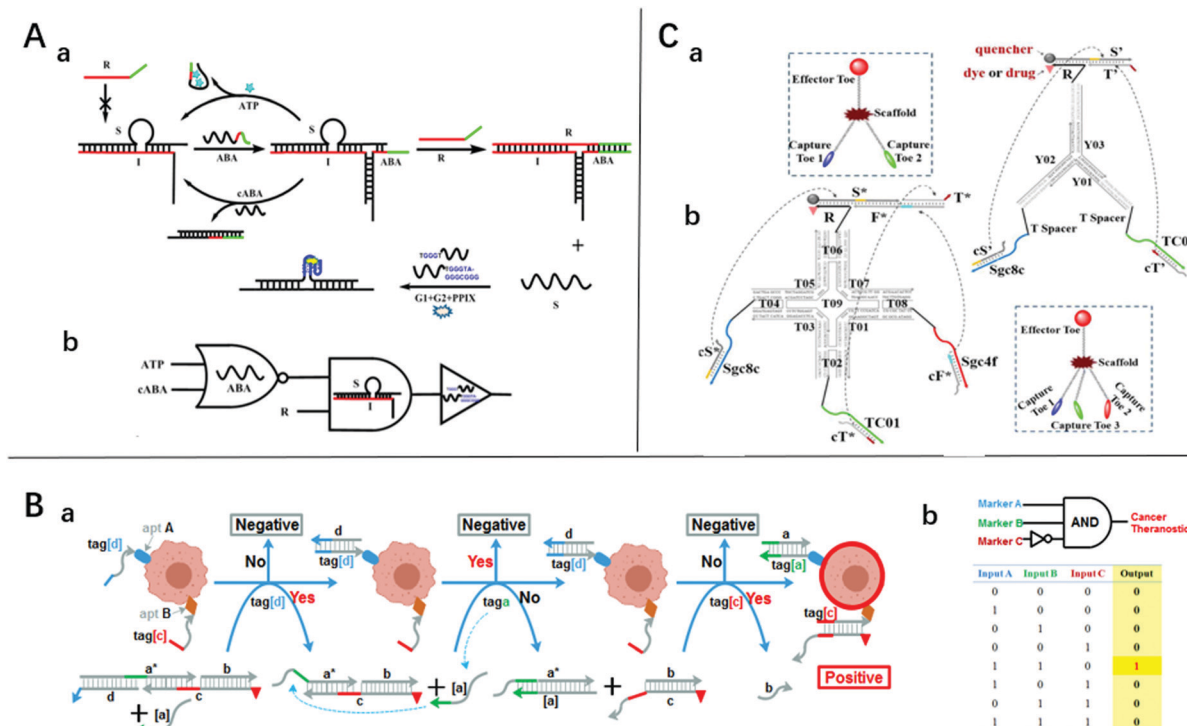 A
a
R
ATP
S
I
ABA
cABA
S
I
ABA
R
R
I
ABA
+
S
TGGGT
TGGGTA-
GGGCGGG
G1+G2+PPIX
b
ATP
cABA
ABA
R
S
I
C
a
Effector Toe
Scaffold
Capture
Toe 1
Capture
Toe 2
quencher
dye or drug
R
S'
T'
Y02
Y03
Y01
T Spacer
T Spacer
cS'
Sgc8c
TC01
cT'
b
S*
T*
R
F*
T06
T05
T07
T04
T09
T08
T03
T01
T02
cS*
Sgc8c
Sgc4f
cF*
TC01
cT*
Effector Toe
Scaffold
Capture
Toe 1
Capture
Toe 2
Capture Toe 3
B
a
apt A
tag[d]
apt B
tag[c]
Negative
No
tag[d]
Yes
d
tag[d]
Negative
Yes
taga
No
d
tag[d]
Negative
No
tag[c]
Yes
a
tag[a]
tag[c]
Positive
a*
b
d
c
+ [a]
a*
b
c
+ [a]
a*
[a]
+
b
c
b
b
Marker A
Marker B
Marker C
AND
Cancer
Theranostic
Input A Input B Input C Output
0 0 0 0
1 0 0 0
0 1 0 0
0 0 1 0
1 1 0 1
1 0 1 0
0 1 1 0
1 1 1 0